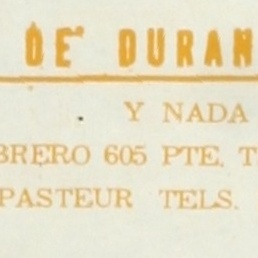 DE DURAN
Y NADA
BRERO 605 PTE. T
PASTEUR TELS.